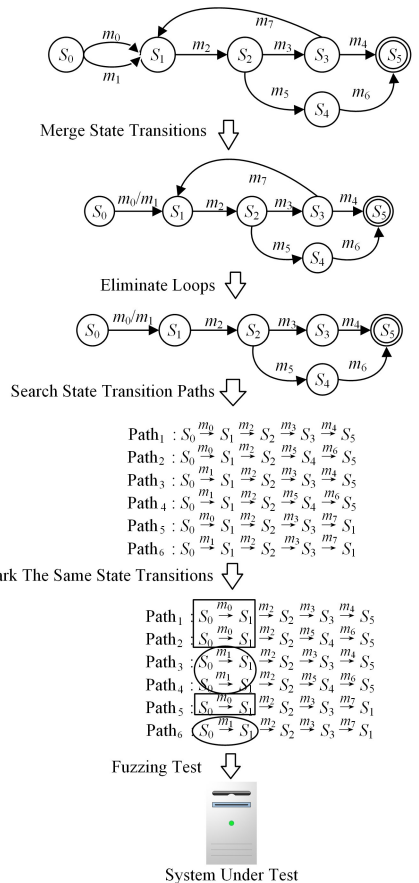 m7
m0
m2
m3
m4
S0
S1
S2
S3
S5
m1
m5
m6
S4
Merge State Transitions
m7
m0/m1
m2
m3
m4
S0
S1
S2
S3
S5
m5
m6
S4
Eliminate Loops
m0/m1
m2
m3
m4
S0
S1
S2
S3
S5
m5
m6
S4
Search State Transition Paths
Path1 : S0 m0→ S1 m2→ S2 m3→ S3 m4→ S5
Path2 : S0 m0→ S1 m2→ S2 m5→ S4 m6→ S5
Path3 : S0 m1→ S1 m2→ S2 m3→ S3 m4→ S5
Path4 : S0 m1→ S1 m2→ S2 m5→ S4 m6→ S5
Path5 : S0 m0→ S1 m2→ S2 m3→ S3 m7→ S1
Path6 : S0 m1→ S1 m2→ S2 m3→ S3 m7→ S1
ark The Same State Transitions
Path1 : S0 m0→ S1 m2→ S2 m3→ S3 m4→ S5
Path2 : S0 m0→ S1 m2→ S2 m5→ S4 m6→ S5
Path3 : S0 m1→ S1 m2→ S2 m3→ S3 m4→ S5
Path4 : S0 m1→ S1 m2→ S2 m5→ S4 m6→ S5
Path5 : S0 m0→ S1 m2→ S2 m3→ S3 m7→ S1
Path6 : S0 m1→ S1 m2→ S2 m3→ S3 m7→ S1
Fuzzing Test
System Under Test